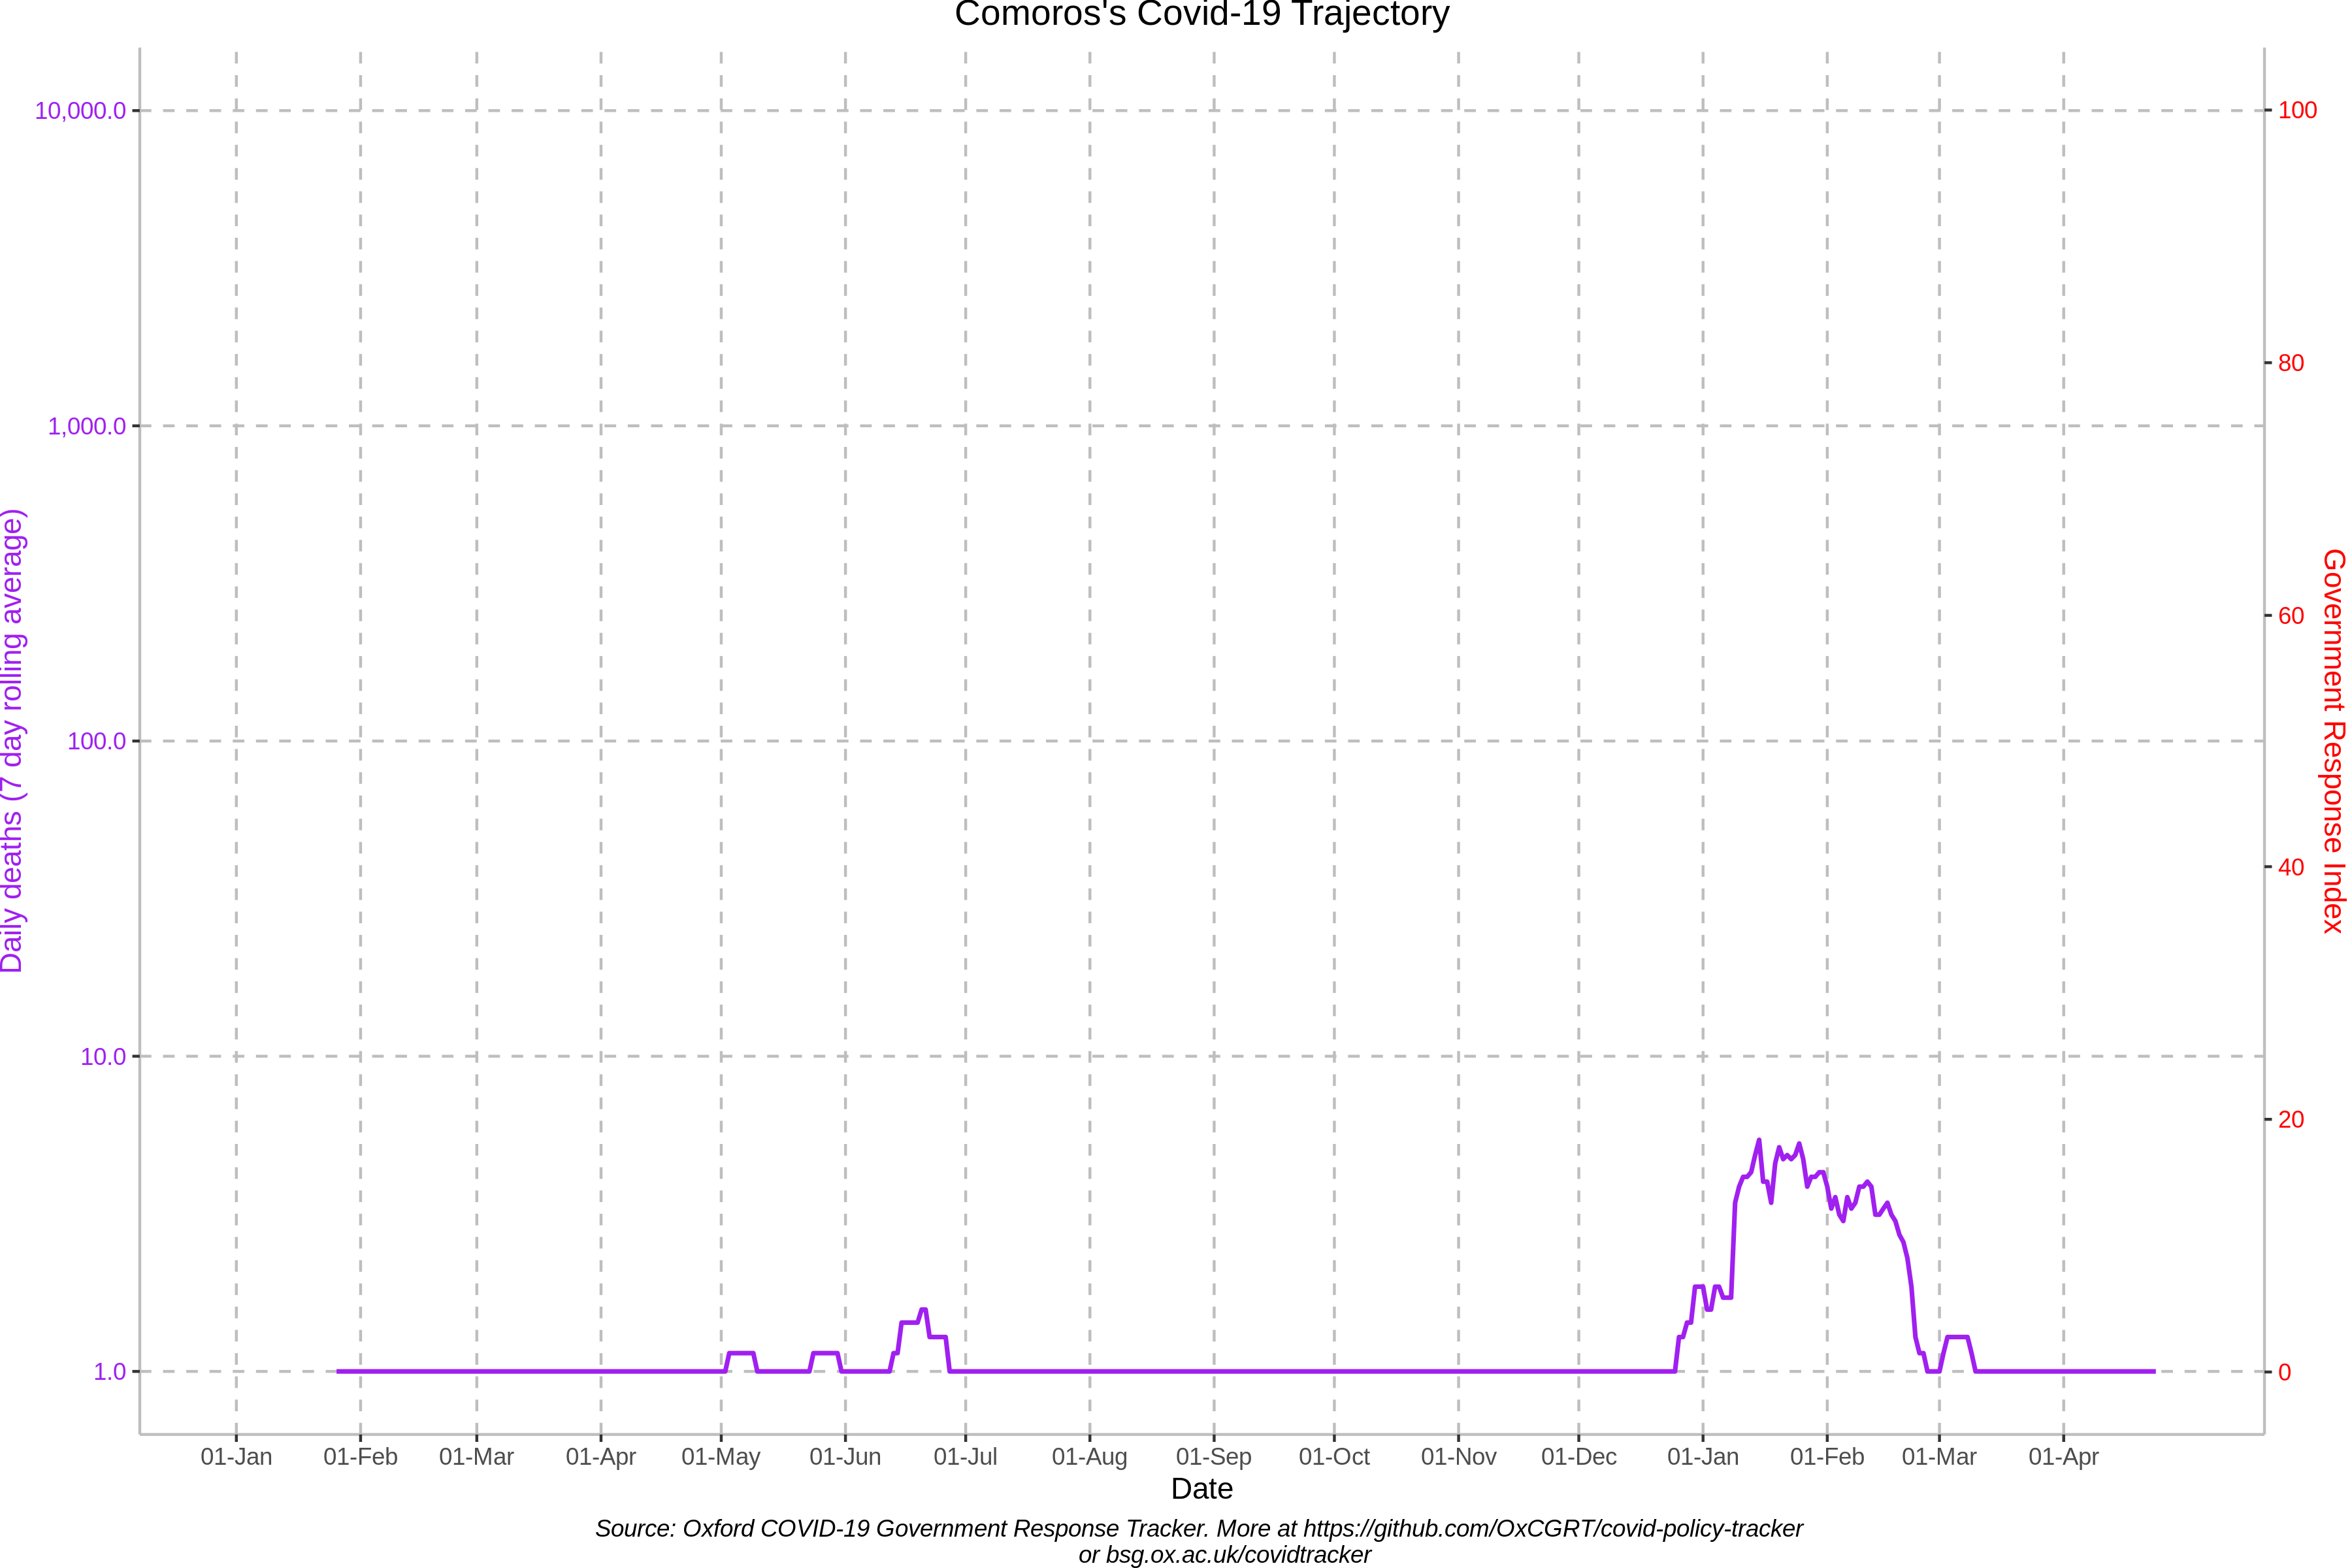 Comoros's Covid-19 Trajectory
10,000.0
1,000.0
100.0
10.0
1.0
Daily deaths (7 day rolling average)
100
80
60
40
20
0
Government Response Index
01-Jan 01-Feb 01-Mar 01-Apr 01-May 01-Jun 01-Jul 01-Aug 01-Sep 01-Oct 01-Nov 01-Dec 01-Jan 01-Feb 01-Mar 01-Apr
Date
Source: Oxford COVID-19 Government Response Tracker. More at https://github.com/OxCGRT/covid-policy-tracker
or bsg.ox.ac.uk/covidtracker